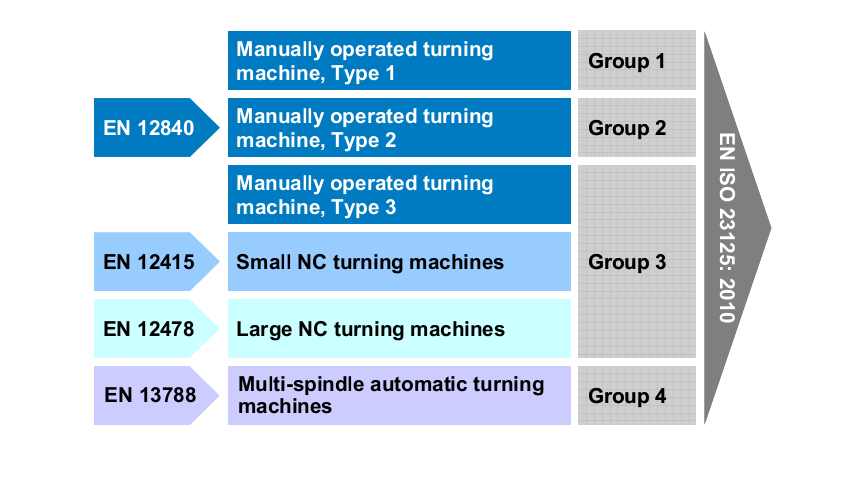 Manually operated turning
machine, Type 1
Group 1
EN 12840
Manually operated turning
machine, Type 2
Group 2
Manually operated turning
machine, Type 3
EN 12415
Small NC turning machines
Group 3
EN 12478
Large NC turning machines
EN 13788
Multi-spindle automatic turning
machines
Group 4
EN ISO 23125: 2010